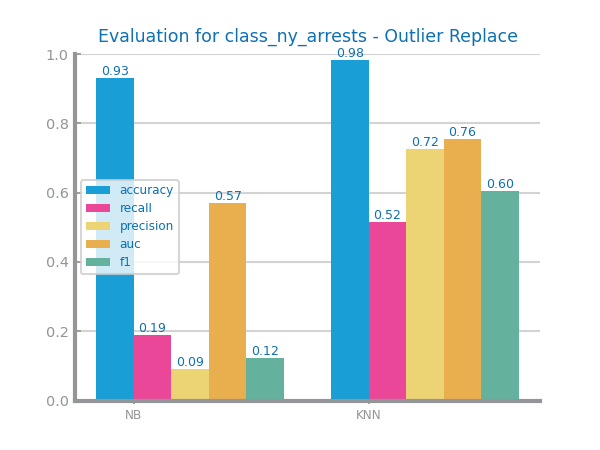 Evaluation for class_ny_arrests - Outlier Replace
1.0
0.8
0.6
0.4
0.2
0.0
0.93
0.19
0.09
0.57
0.12
0.98
0.52
0.72
0.76
0.60
accuracy
recall
precision
auc
f1
NB
KNN